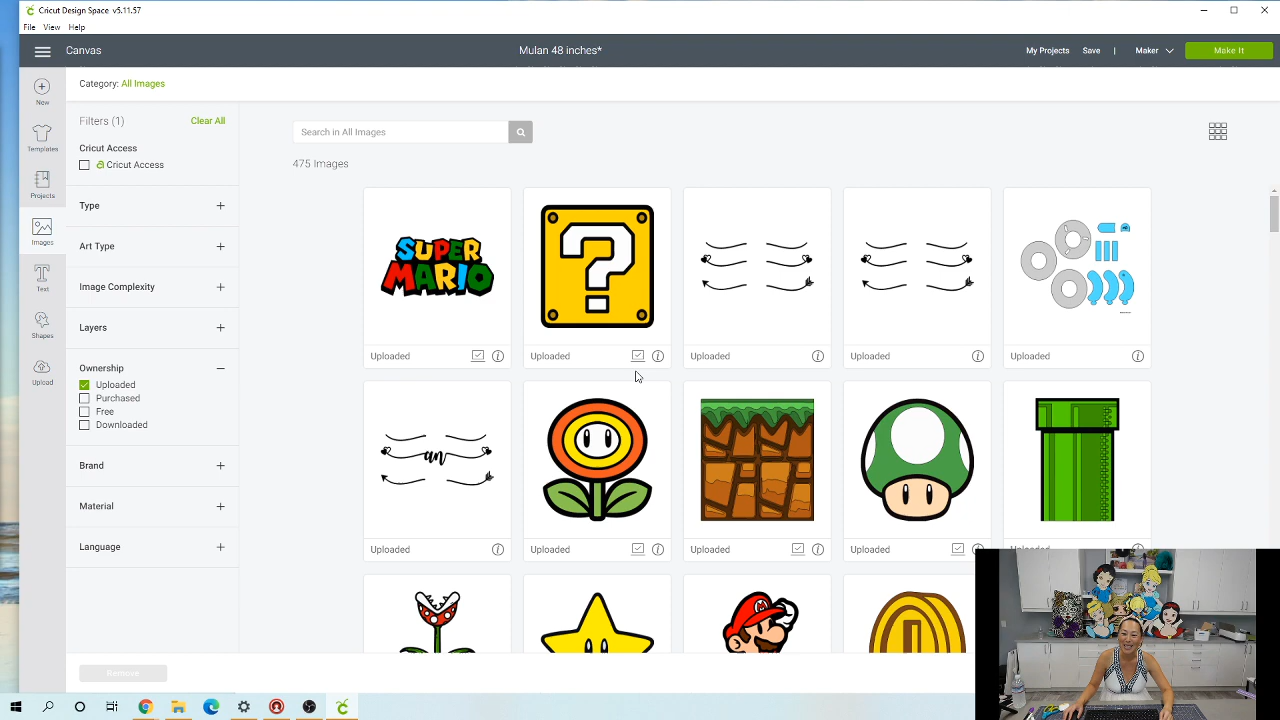 Cricut Design Space v5.11.57
File View Help
Canvas
Mulan 48 inches*
My Projects Save | Maker Make It
New
Templates
Projects
Images
Text
Shapes
Upload
Category: All Images
Filters (1) Clear All
Cricut Access
a Cricut Access
Type
Art Type
Image Complexity
Layers
Ownership
Uploaded
Purchased
Free
Downloaded
Brand
Material
Language
Remove
Search in All Images
475 Images
SUPER
MARIO
?
Uploaded Uploaded Uploaded Uploaded Uploaded
an
Uploaded Uploaded Uploaded Uploaded Uploaded
M